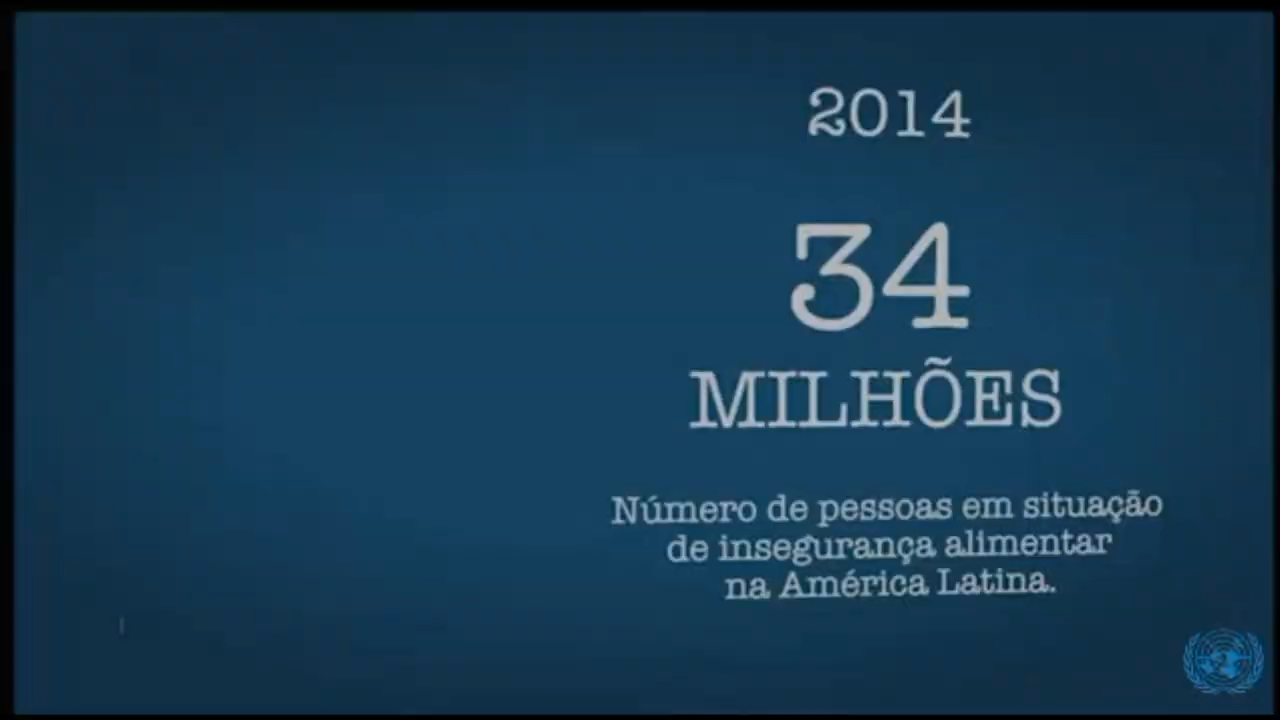 2014
34
MILHÕES
Número de pessoas em situação
de insegurança alimentar
na América Latina.